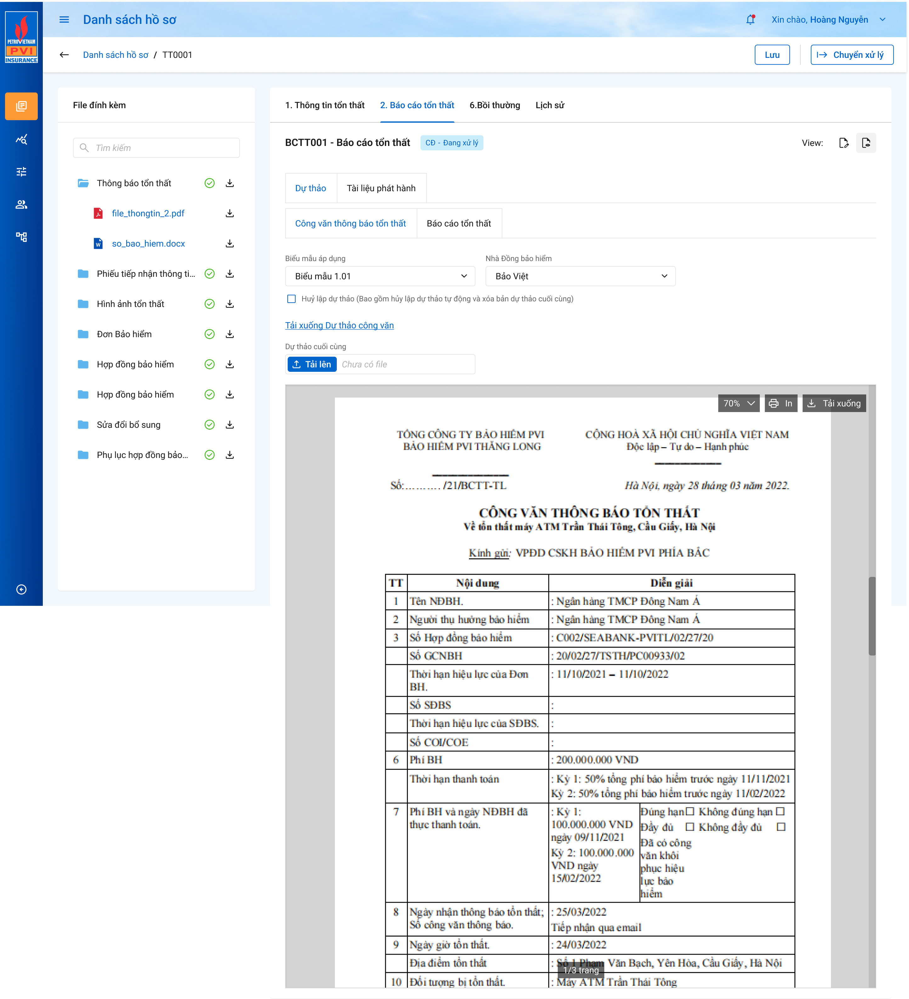 PETROVIETNAM
PVI
INSURANCE
Danh sách hồ sơ
Xin chào, Hoàng Nguyễn
Danh sách hồ sơ / TT0001
Lưu
Chuyển xử lý
File đính kèm
Tìm kiếm
Thông báo tổn thất
file_thongtin_2.pdf
so_bao_hiem.docx
Phiếu tiếp nhận thông ti...
Hình ảnh tổn thất
Đơn Bảo hiểm
Hợp đồng bảo hiểm
Hợp đồng bảo hiểm
Sửa đổi bổ sung
Phụ lục hợp đồng bảo...
1. Thông tin tổn thất
2. Báo cáo tổn thất
6.Bồi thường
Lịch sử
BCTT001 - Báo cáo tổn thất
CĐ - Đang xử lý
View:
Dự thảo
Tài liệu phát hành
Công văn thông báo tổn thất
Báo cáo tổn thất
Biểu mẫu áp dụng
Nhà Đồng bảo hiểm
Biểu mẫu 1.01
Bảo Việt
Huỷ lập dự thảo (Bao gồm hủy lập dự thảo tự động và xóa bản dự thảo cuối cùng)
Tải xuống Dự thảo công văn
Dự thảo cuối cùng
Tải lên
Chưa có file
70%
In
Tải xuống
TỔNG CÔNG TY BẢO HIỂM PVI
BẢO HIỂM PVI THĂNG LONG
CỘNG HOÀ XÃ HỘI CHỦ NGHĨA VIỆT NAM
Độc lập – Tự do – Hạnh phúc
Số:………. /21/BCTT-TL
Hà Nội, ngày 28 tháng 03 năm 2022.
CÔNG VĂN THÔNG BÁO TỔN THẤT
Về tổn thất máy ATM Trần Thái Tông, Cầu Giấy, Hà Nội
Kính gửi: VPĐD CSKH BẢO HIỂM PVI PHÍA BẮC
TT Nội dung Diễn giải
1 Tên NĐBH. : Ngân hàng TMCP Đông Nam Á
2 Người thụ hưởng bảo hiểm : Ngân hàng TMCP Đông Nam Á
3 Số Hợp đồng bảo hiểm : C002/SEABANK-PVITL/02/27/20
Số GCNBH : 20/02/27/TSTH/PC00933/02
Thời hạn hiệu lực của Đơn : 11/10/2021 – 11/10/2022
BH.
Số SĐBS :
Thời hạn hiệu lực của SĐBS. :
Số COI/COE :
6 Phí BH : 200.000.000 VND
Thời hạn thanh toán : Kỳ 1: 50% tổng phí bảo hiểm trước ngày 11/11/2021
Kỳ 2: 50% tổng phí bảo hiểm trước ngày 11/02/2022
7 Phí BH và ngày NĐBH đã
thực thanh toán.
: Kỳ 1:
100.000.000 VND
ngày 09/11/2021
Kỳ 2: 100.000.000
VND ngày
15/02/2022
Đúng hạn☐ Không đúng hạn ☐
Đầy đủ ☐ Không đầy đủ ☐
Đã có công
văn khôi
phục hiệu
lực bảo
hiểm
8 Ngày nhận thông báo tổn thất; : 25/03/2022
Số công văn thông báo. Tiếp nhận qua email
9 Ngày giờ tổn thất. : 24/03/2022
Địa điểm tổn thất : Số 1 Phạm Văn Bạch, Yên Hòa, Cầu Giấy, Hà Nội
1/3 trang
10 Đối tượng bị tổn thất. : Máy ATM Trần Thái Tông